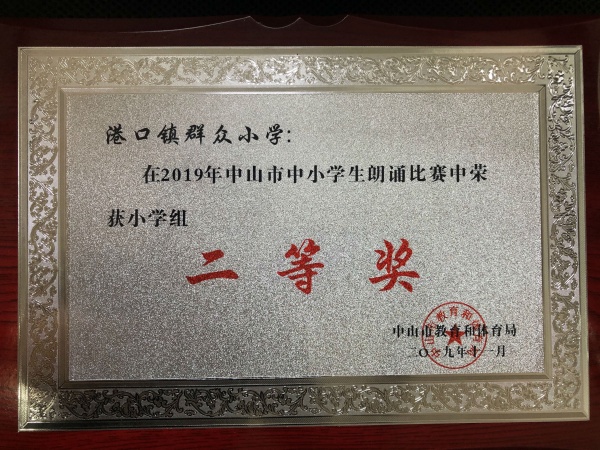 港口镇群众小学：
在2019年中山市中小学生朗诵比赛中荣
获小学组
二等奖
中山市教育和体育局
二〇一九年十一月